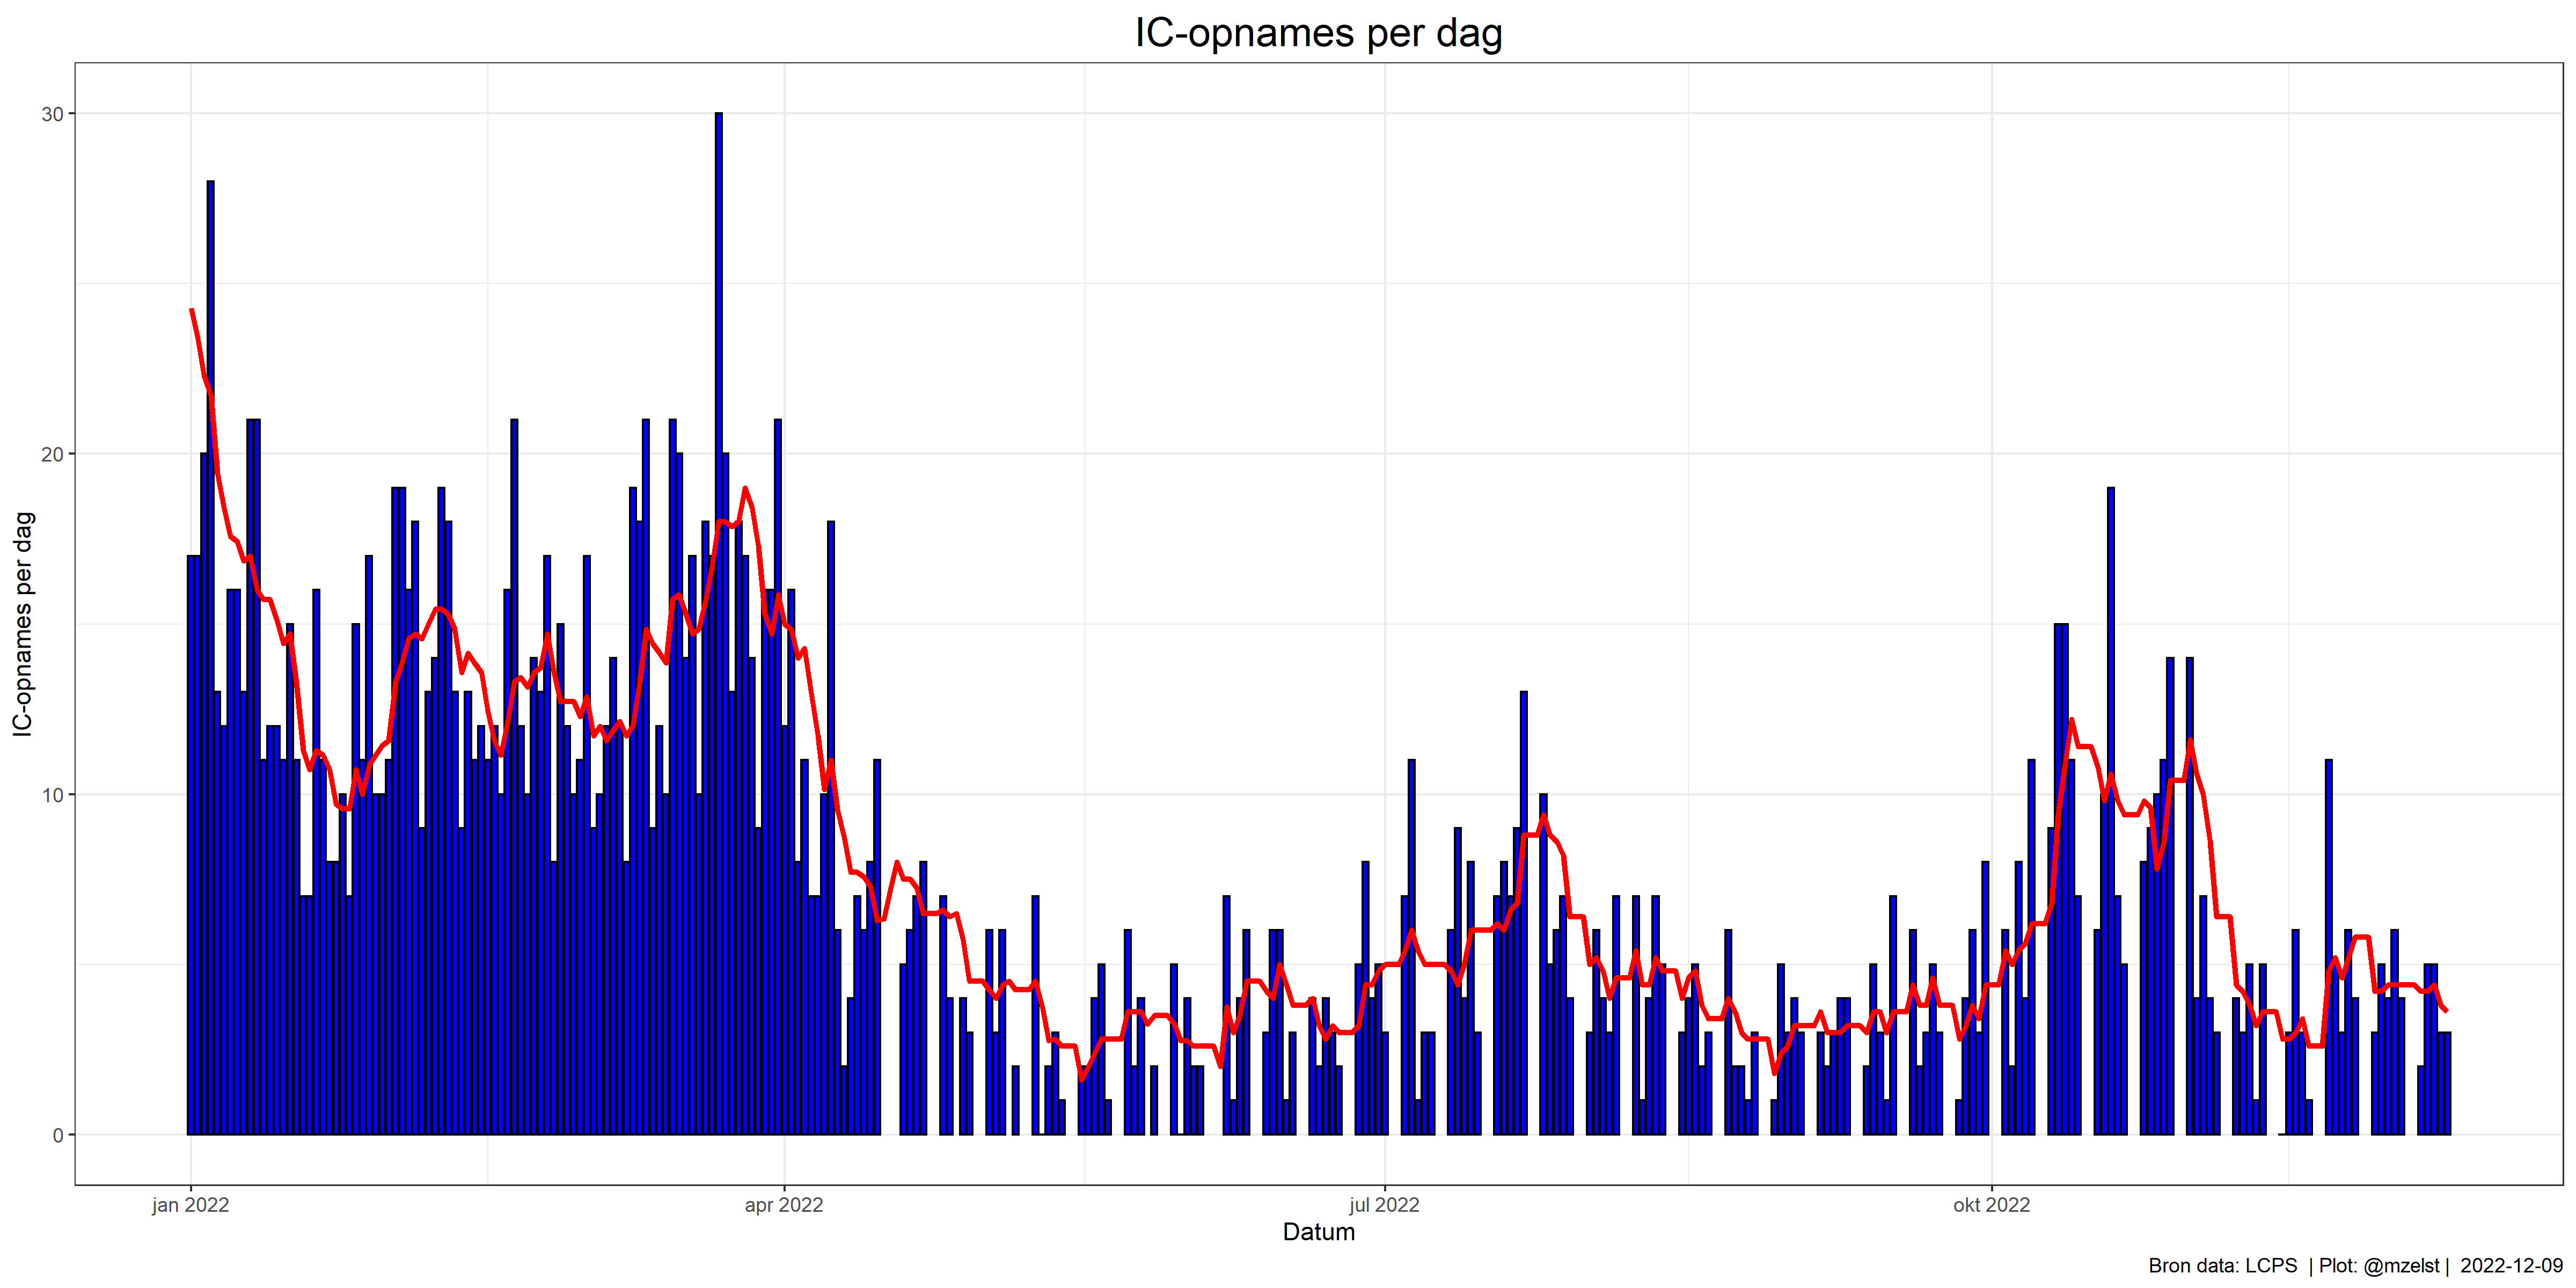 IC-opnames per dag
IC-opnames per dag
30
20
10
0
jan 2022
apr 2022
jul 2022
okt 2022
Datum
Bron data: LCPS | Plot: @mzelst | 2022-12-09